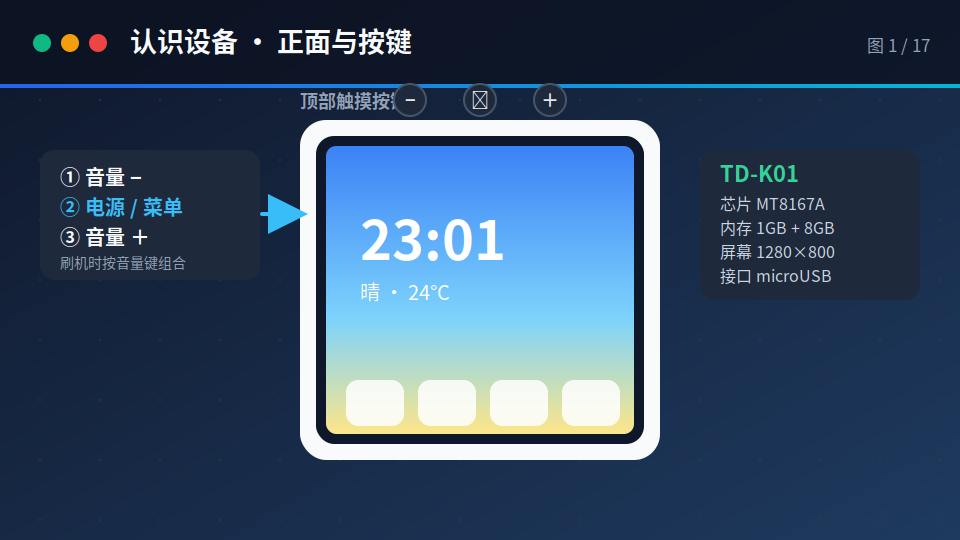 认识设备 · 正面与按键
图 1 / 17
顶部触摸按
−
+
① 音量 −
② 电源 / 菜单
③ 音量 +
刷机时按音量键组合
23:01
晴 · 24°C
TD-K01
芯片 MT8167A
内存 1GB + 8GB
屏幕 1280×800
接口 microUSB